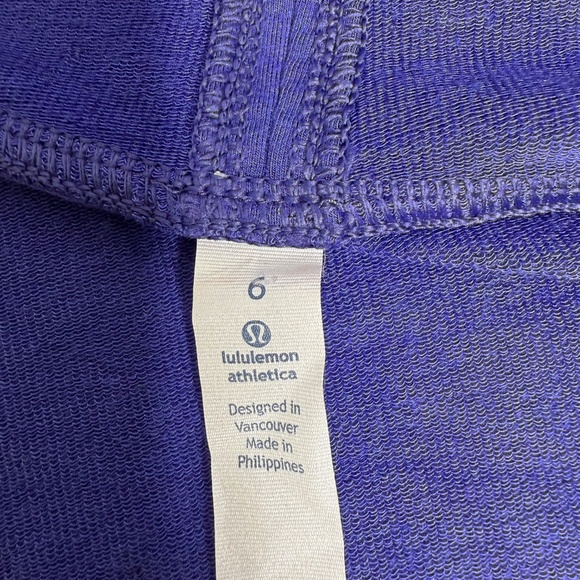 6
lululemon
athletica
Designed in
Vancouver
Made in
Philippines